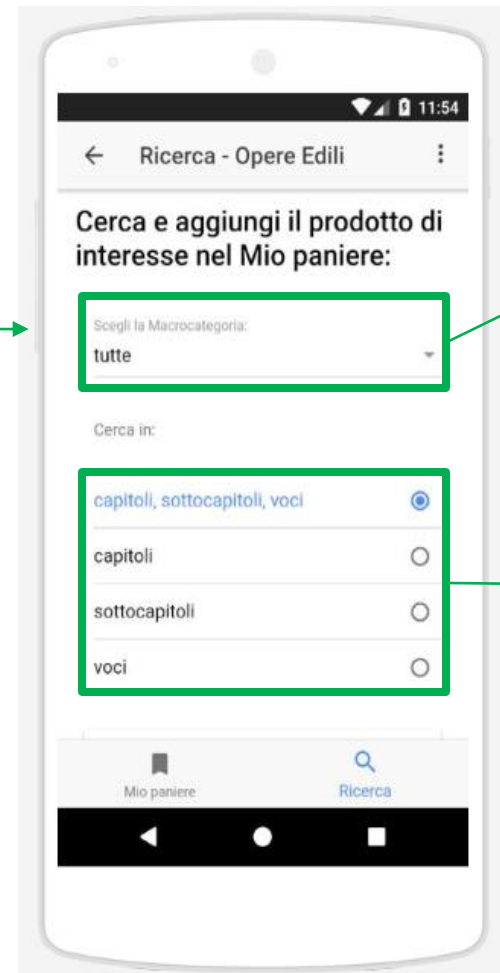 11:54
Ricerca - Opere Edili
Cerca e aggiungi il prodotto di
interesse nel Mio paniere:
Scegli la Macrocategoria:
tutte
Cerca in:
capitoli, sottocapitoli, voci
capitoli
sottocapitoli
voci
Mio paniere
Ricerca